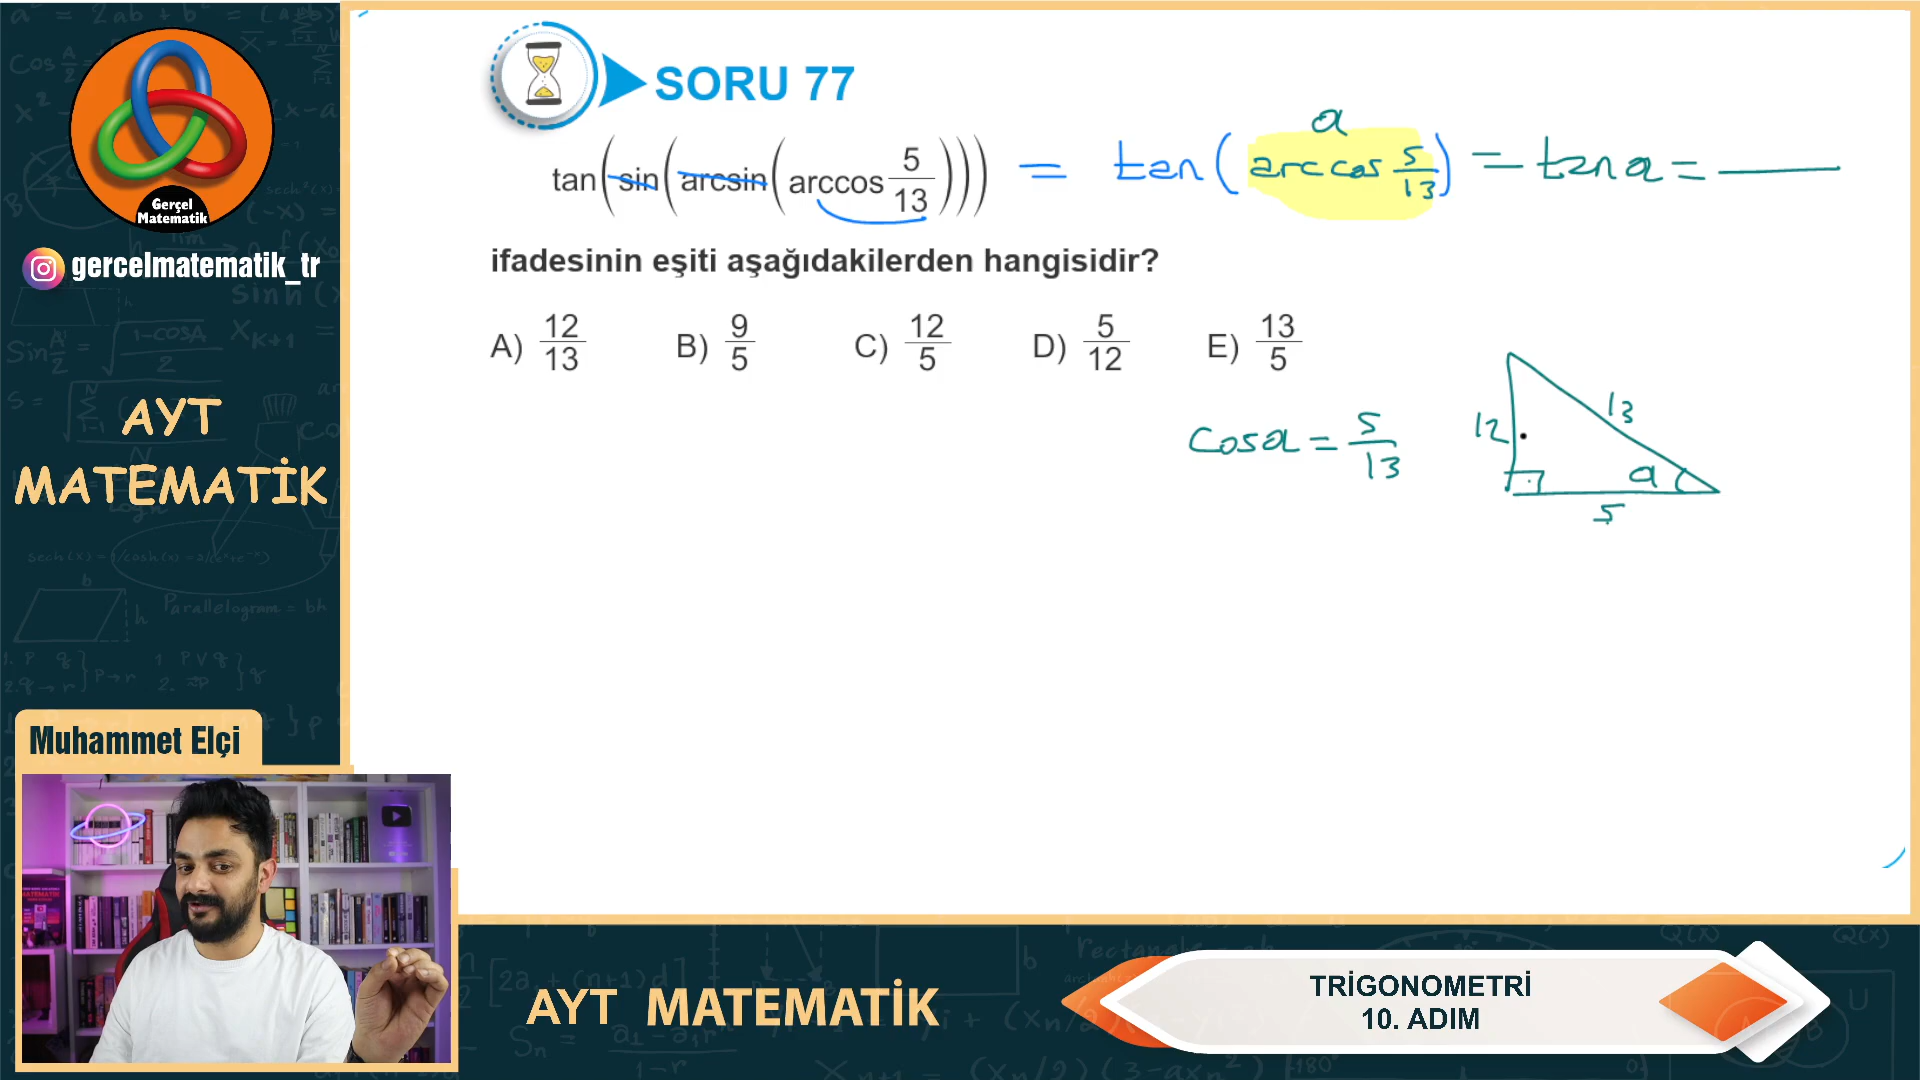 SORU 77
tan(sin(arcsin(arccos 5/13))) = tan(arccos 5/13) = tan a =
a
ifadesinin eşiti aşağıdakilerden hangisidir?
A) 12/13 B) 9/5 C) 12/5 D) 5/12 E) 13/5
cos a = 5/13
12
13
a
5
Gerçel
Matematik
gercelmatematik_tr
AYT
MATEMATİK
Muhammet Elçi
AYT MATEMATİK
TRİGONOMETRİ
10. ADIM